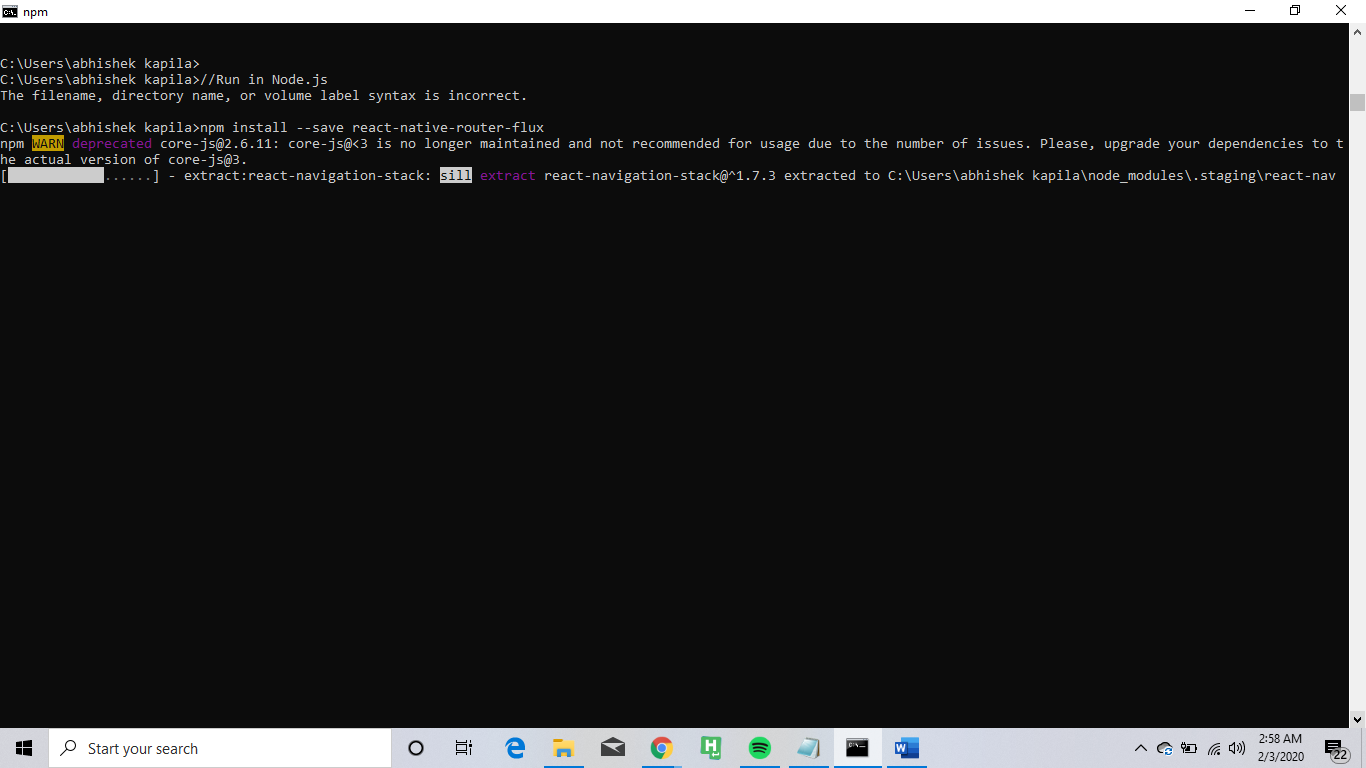 npm
C:\Users\abhishek kapila>
C:\Users\abhishek kapila>//Run in Node.js
The filename, directory name, or volume label syntax is incorrect.
C:\Users\abhishek kapila>npm install --save react-native-router-flux
npm WARN deprecated core-js@2.6.11: core-js@<3 is no longer maintained and not recommended for usage due to the number of issues. Please, upgrade your dependencies to t
he actual version of core-js@3.
[ ......] - extract:react-navigation-stack: sill extract react-navigation-stack@^1.7.3 extracted to C:\Users\abhishek kapila\node_modules\.staging\react-nav
Start your search
2:58 AM
2/3/2020
22